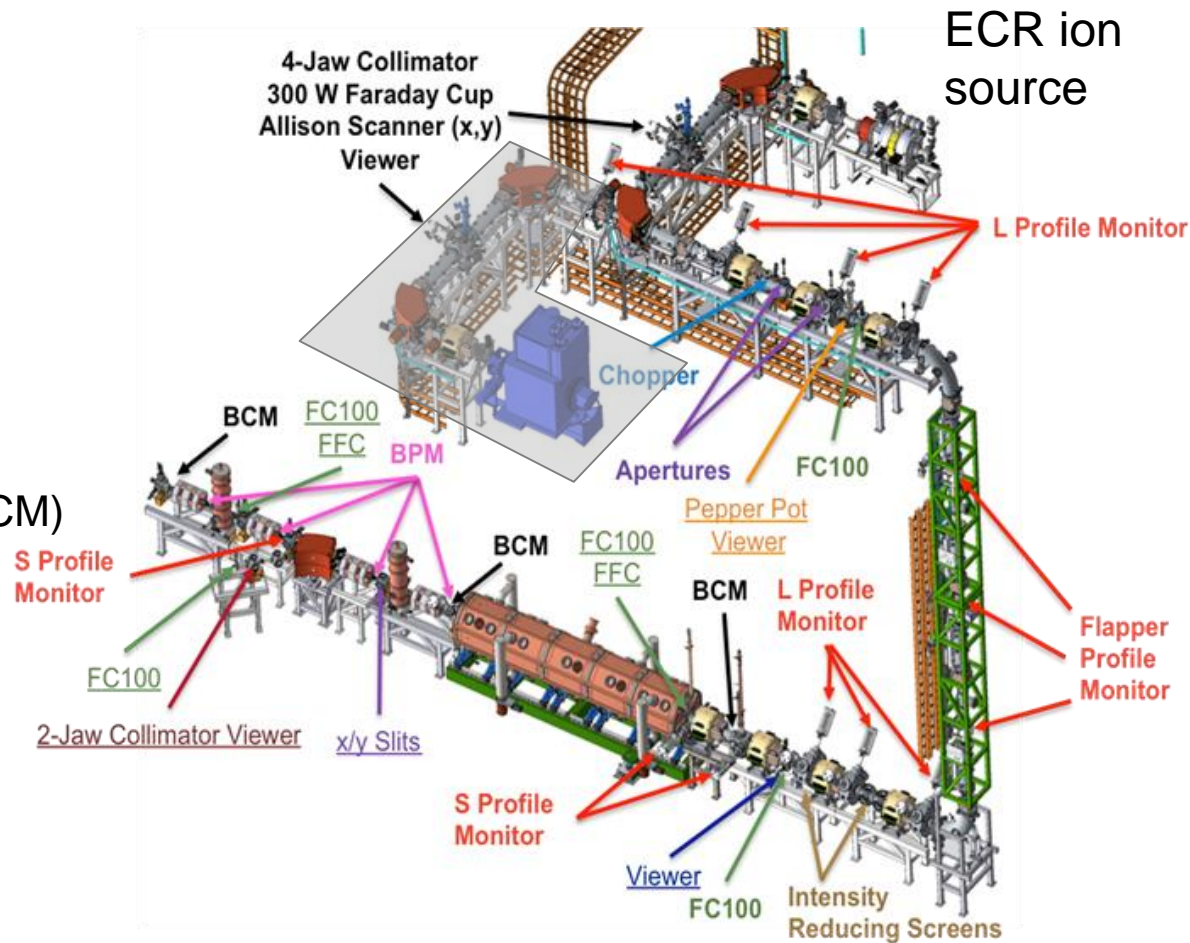 ECR ion
source
4-Jaw Collimator
300 W Faraday Cup
Allison Scanner (x,y)
Viewer
L Profile Monitor
Chopper
Apertures
FC100
Pepper Pot
Viewer
BCM
FC100
FFC
BPM
CM)
S Profile
Monitor
BCM
FC100
FFC
BCM
L Profile
Monitor
Flapper
Profile
Monitor
FC100
2-Jaw Collimator Viewer
x/y Slits
S Profile
Monitor
Viewer
FC100
Intensity
Reducing Screens